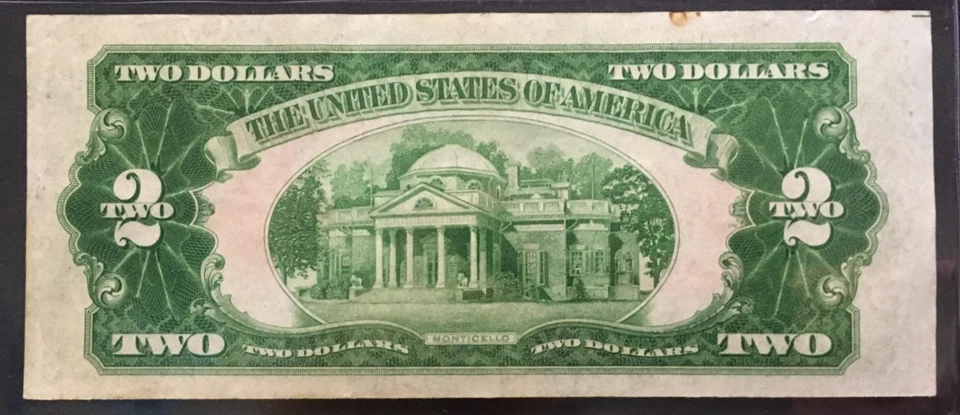 TWO DOLLARS TWO DOLLARS
THE UNITED STATES OF AMERICA
2 2
TWO TWO
MONTICELLO
TWO TWO DOLLARS TWO DOLLARS TWO